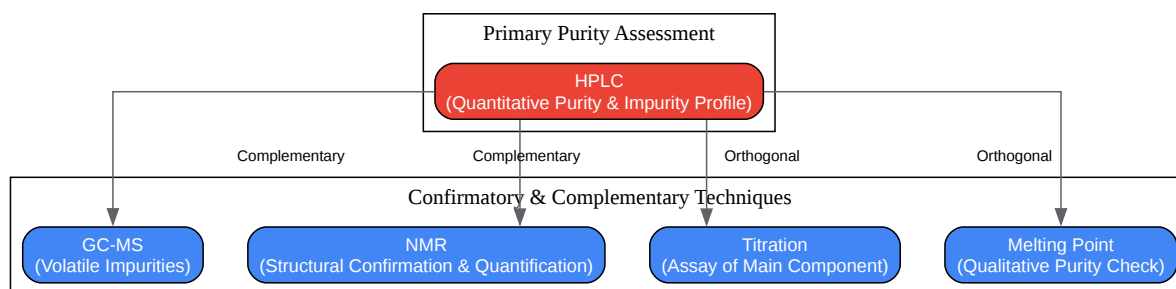 Primary Purity Assessment
HPLC
(Quantitative Purity & Impurity Profile)
Complementary
Complementary
Orthogonal
Orthogonal
Confirmatory & Complementary Techniques
GC-MS
(Volatile Impurities)
NMR
(Structural Confirmation & Quantification)
Titration
(Assay of Main Component)
Melting Point
(Qualitative Purity Check)